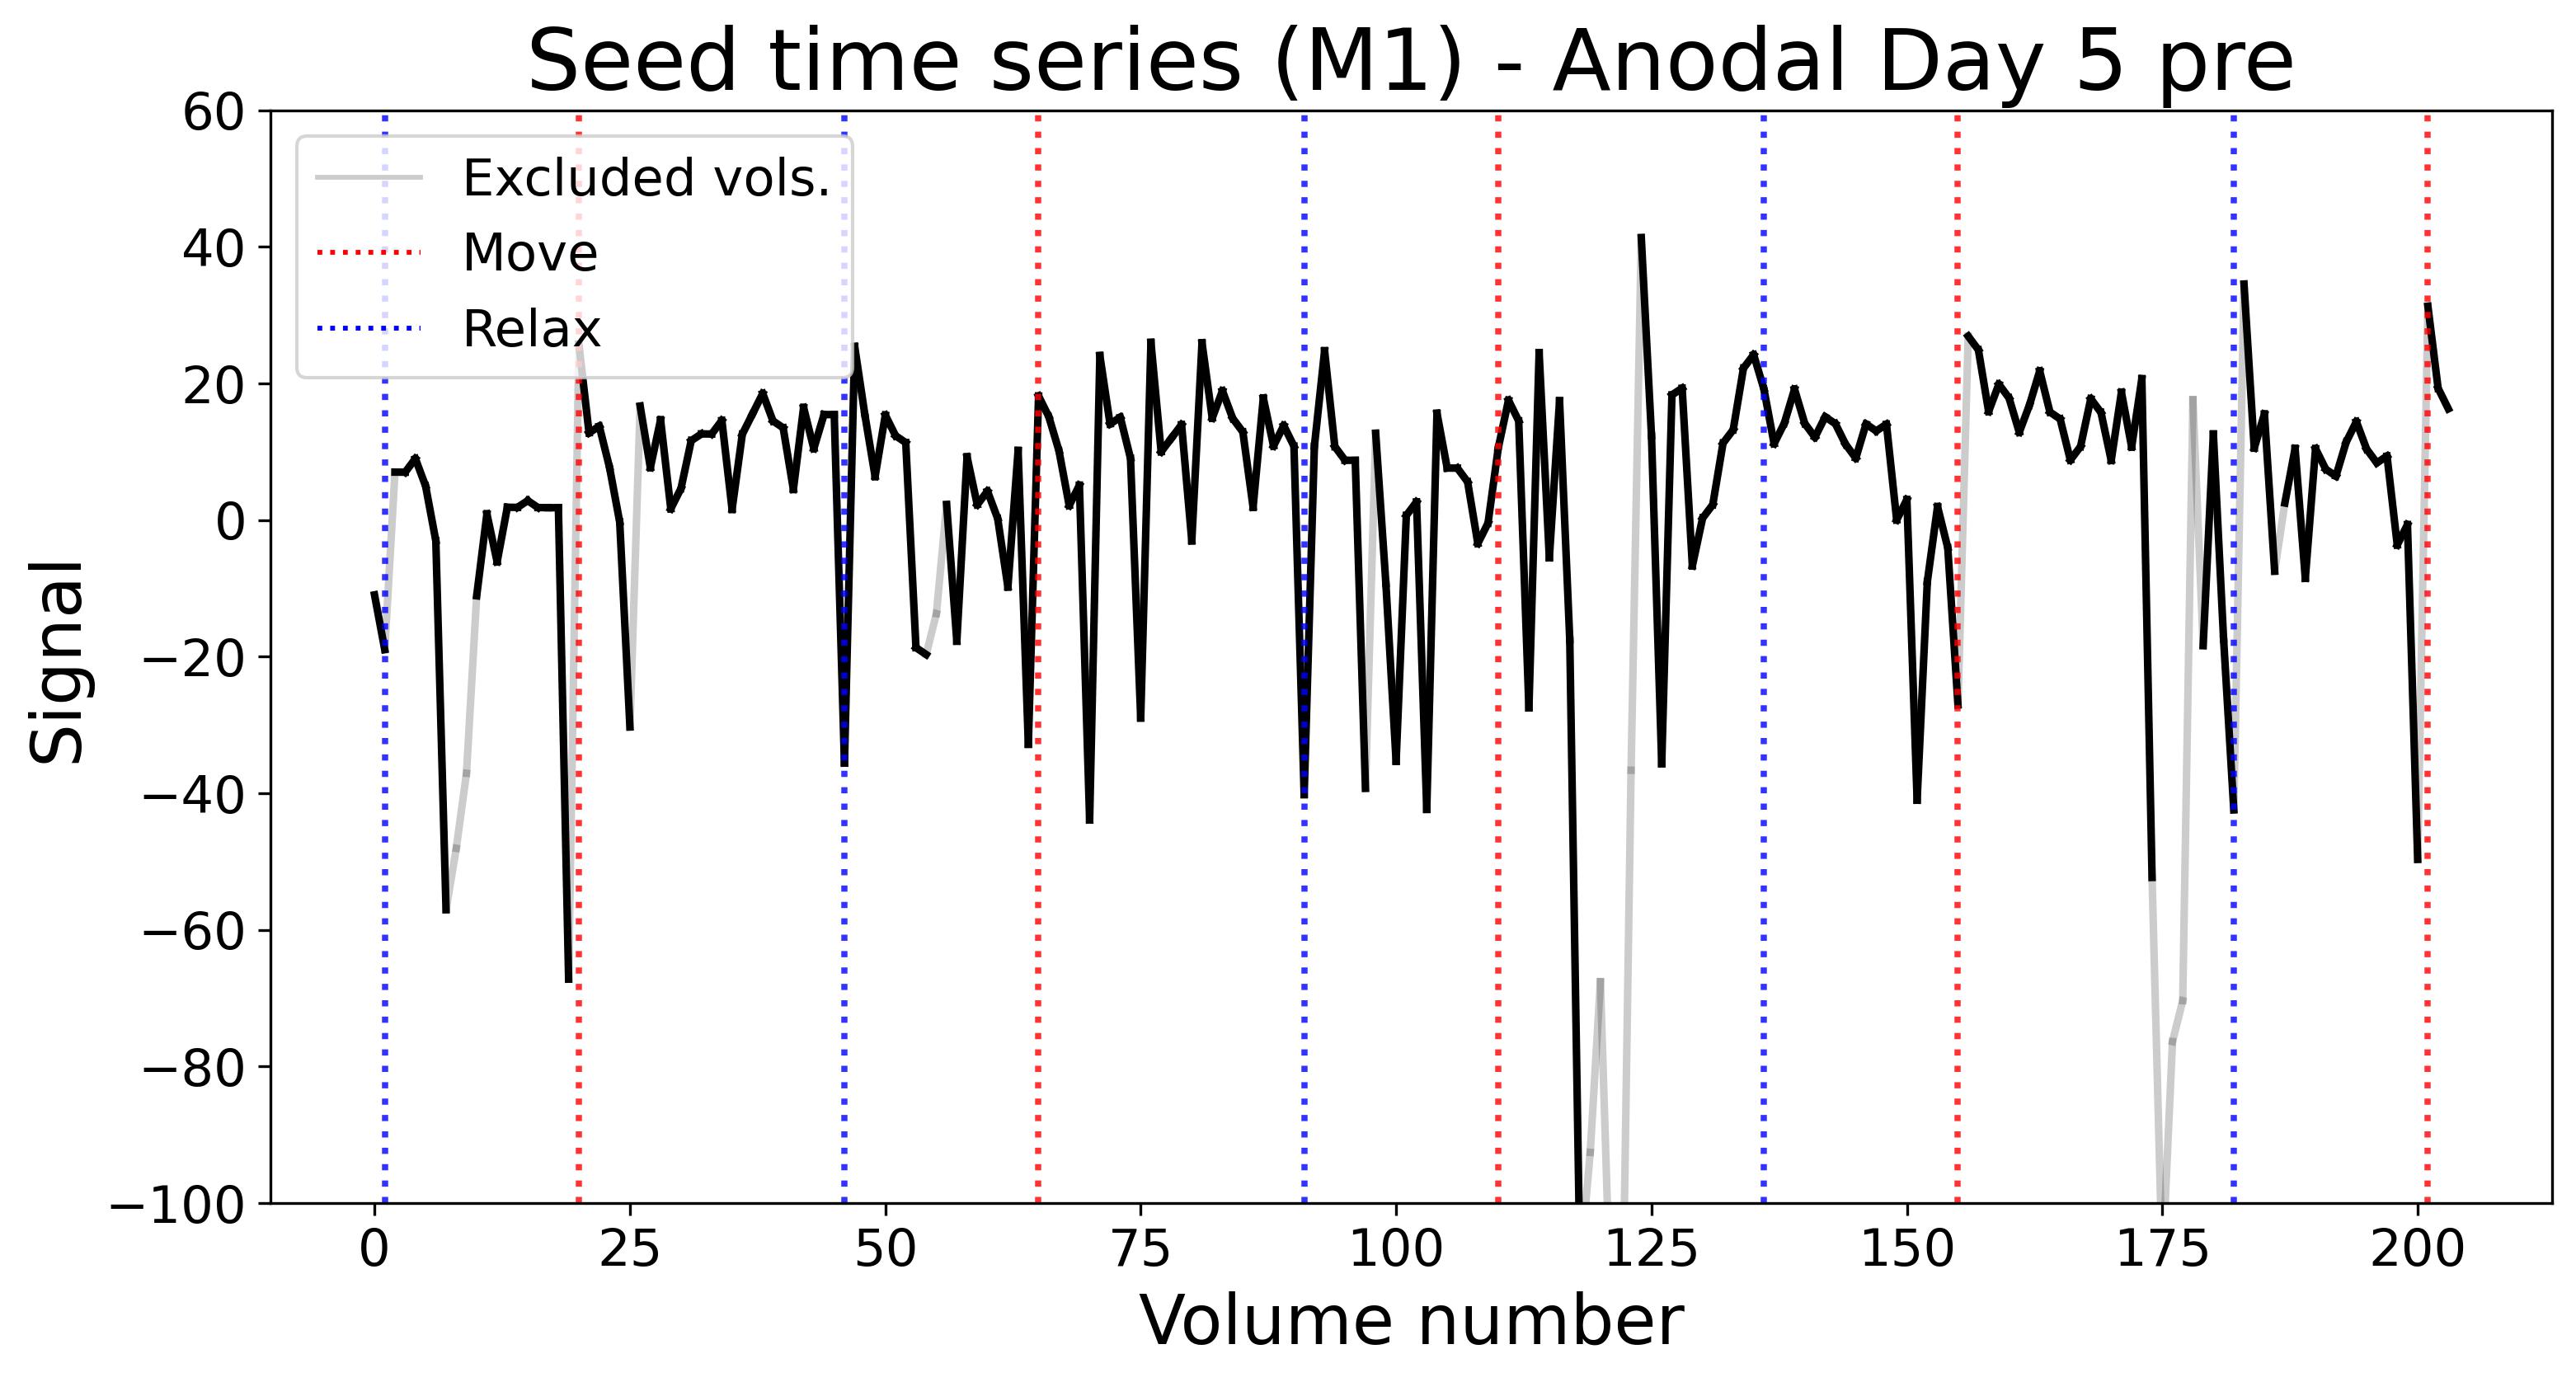 Seed time series (M1) - Anodal Day 5 pre
60
40
20
0
−20
−40
−60
−80
−100
Signal
Excluded vols.
Move
Relax
0 25 50 75 100 125 150 175 200
Volume number